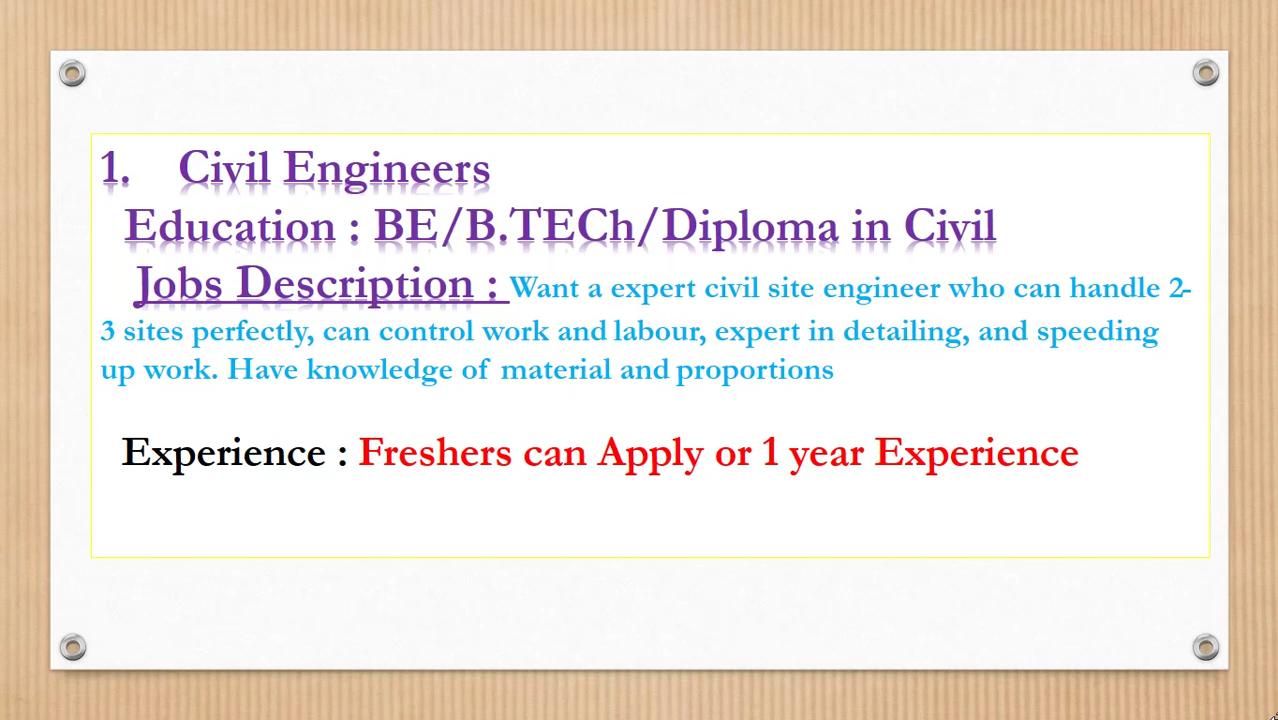 1. Civil Engineers
Education : BE/B.TECh/Diploma in Civil
Jobs Description : Want a expert civil site engineer who can handle 2-
3 sites perfectly, can control work and labour, expert in detailing, and speeding
up work. Have knowledge of material and proportions
Experience : Freshers can Apply or 1 year Experience